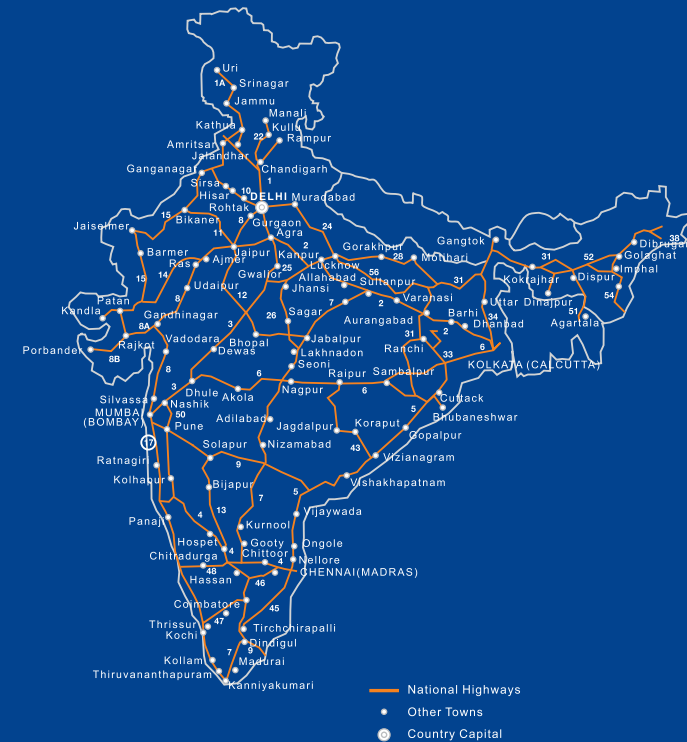 Uri
1A
Srinagar
Jammu
Manali
Kathua
Kullu
22
Rampur
Amritsar
Jalandhar
Ganganagar
Chandigarh
1
Sirsa
Hisar
10
DELHI
Muradabad
Rohtak
8
Gurgaon
15
Bikaner
24
Jaiselmer
11
Agra
Gorakhpur
Gangtok
38
Dibrugar
Barmer
Jaipur
2
Kanpur
28
Motihari
31
52
Golaghat
Ras
Ajmer
Lucknow
Gwalior
25
56
Imphal
15
14
Allahabad
Sultanpur
31
Kokrajhar
Dispur
Udaipur
Jhansi
54
Patan
8
12
7
2
Varanasi
Uttar Dinajpur
51
Kandla
Gandhinagar
26
Sagar
Aurangabad
Barhi
34
Agartala
8A
3
2
Dhanbad
Rajkot
Vadodara
Bhopal
Jabalpur
31
Porbander
8B
Dewas
Lakhnadon
Ranchi
33
6
8
Seoni
KOLKATA (CALCUTTA)
3
6
Raipur
Sambalpur
Silvassa
Dhule
Akola
Nagpur
6
Cuttack
Nashik
MUMBAI
(BOMBAY)
50
5
Bhubaneshwar
Pune
Adilabad
Jagdalpur
Koraput
Gopalpur
17
Solapur
Nizamabad
43
Vizianagram
Ratnagiri
9
Kolhapur
Bijapur
Vishakhapatnam
7
5
13
Panaji
4
Vijaywada
Kurnool
Hospet
Gooty
Ongole
Chitradurga
4
Chittoor
4
Nellore
48
CHENNAI(MADRAS)
Hassan
46
Coimbatore
45
Thrissur
47
Tirchchirapalli
Kochi
Dindigul
7
9
Kollam
Madurai
Thiruvananthapuram
Kanniyakumari
National Highways
Other Towns
Country Capital